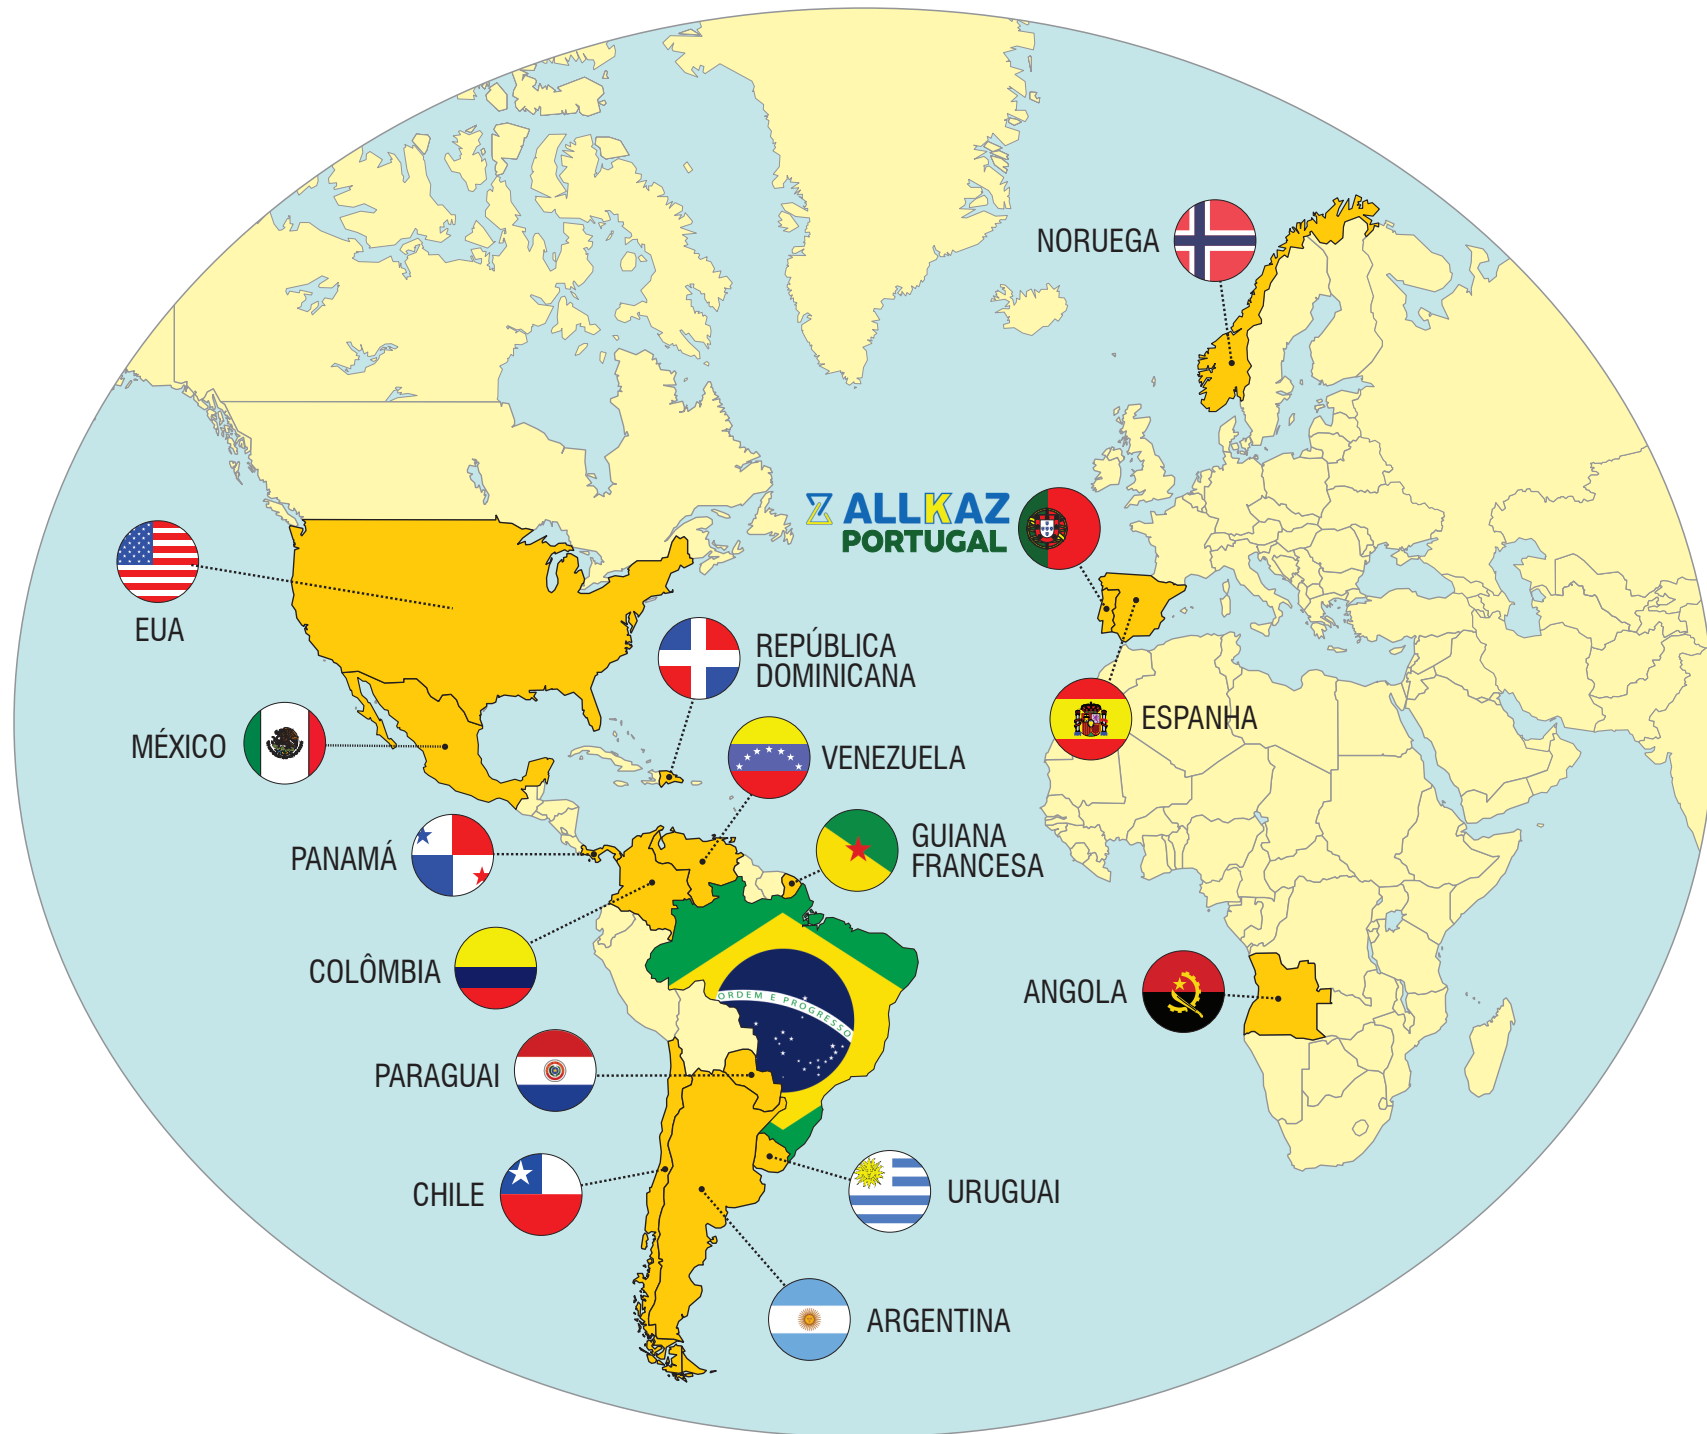 NORUEGA
ALLKAZ
PORTUGAL
EUA
REPÚBLICA
DOMINICANA
ESPANHA
MÉXICO
VENEZUELA
GUIANA
FRANCESA
PANAMÁ
COLÔMBIA
ORDEM E PROGRESSO
ANGOLA
PARAGUAI
CHILE
URUGUAI
ARGENTINA